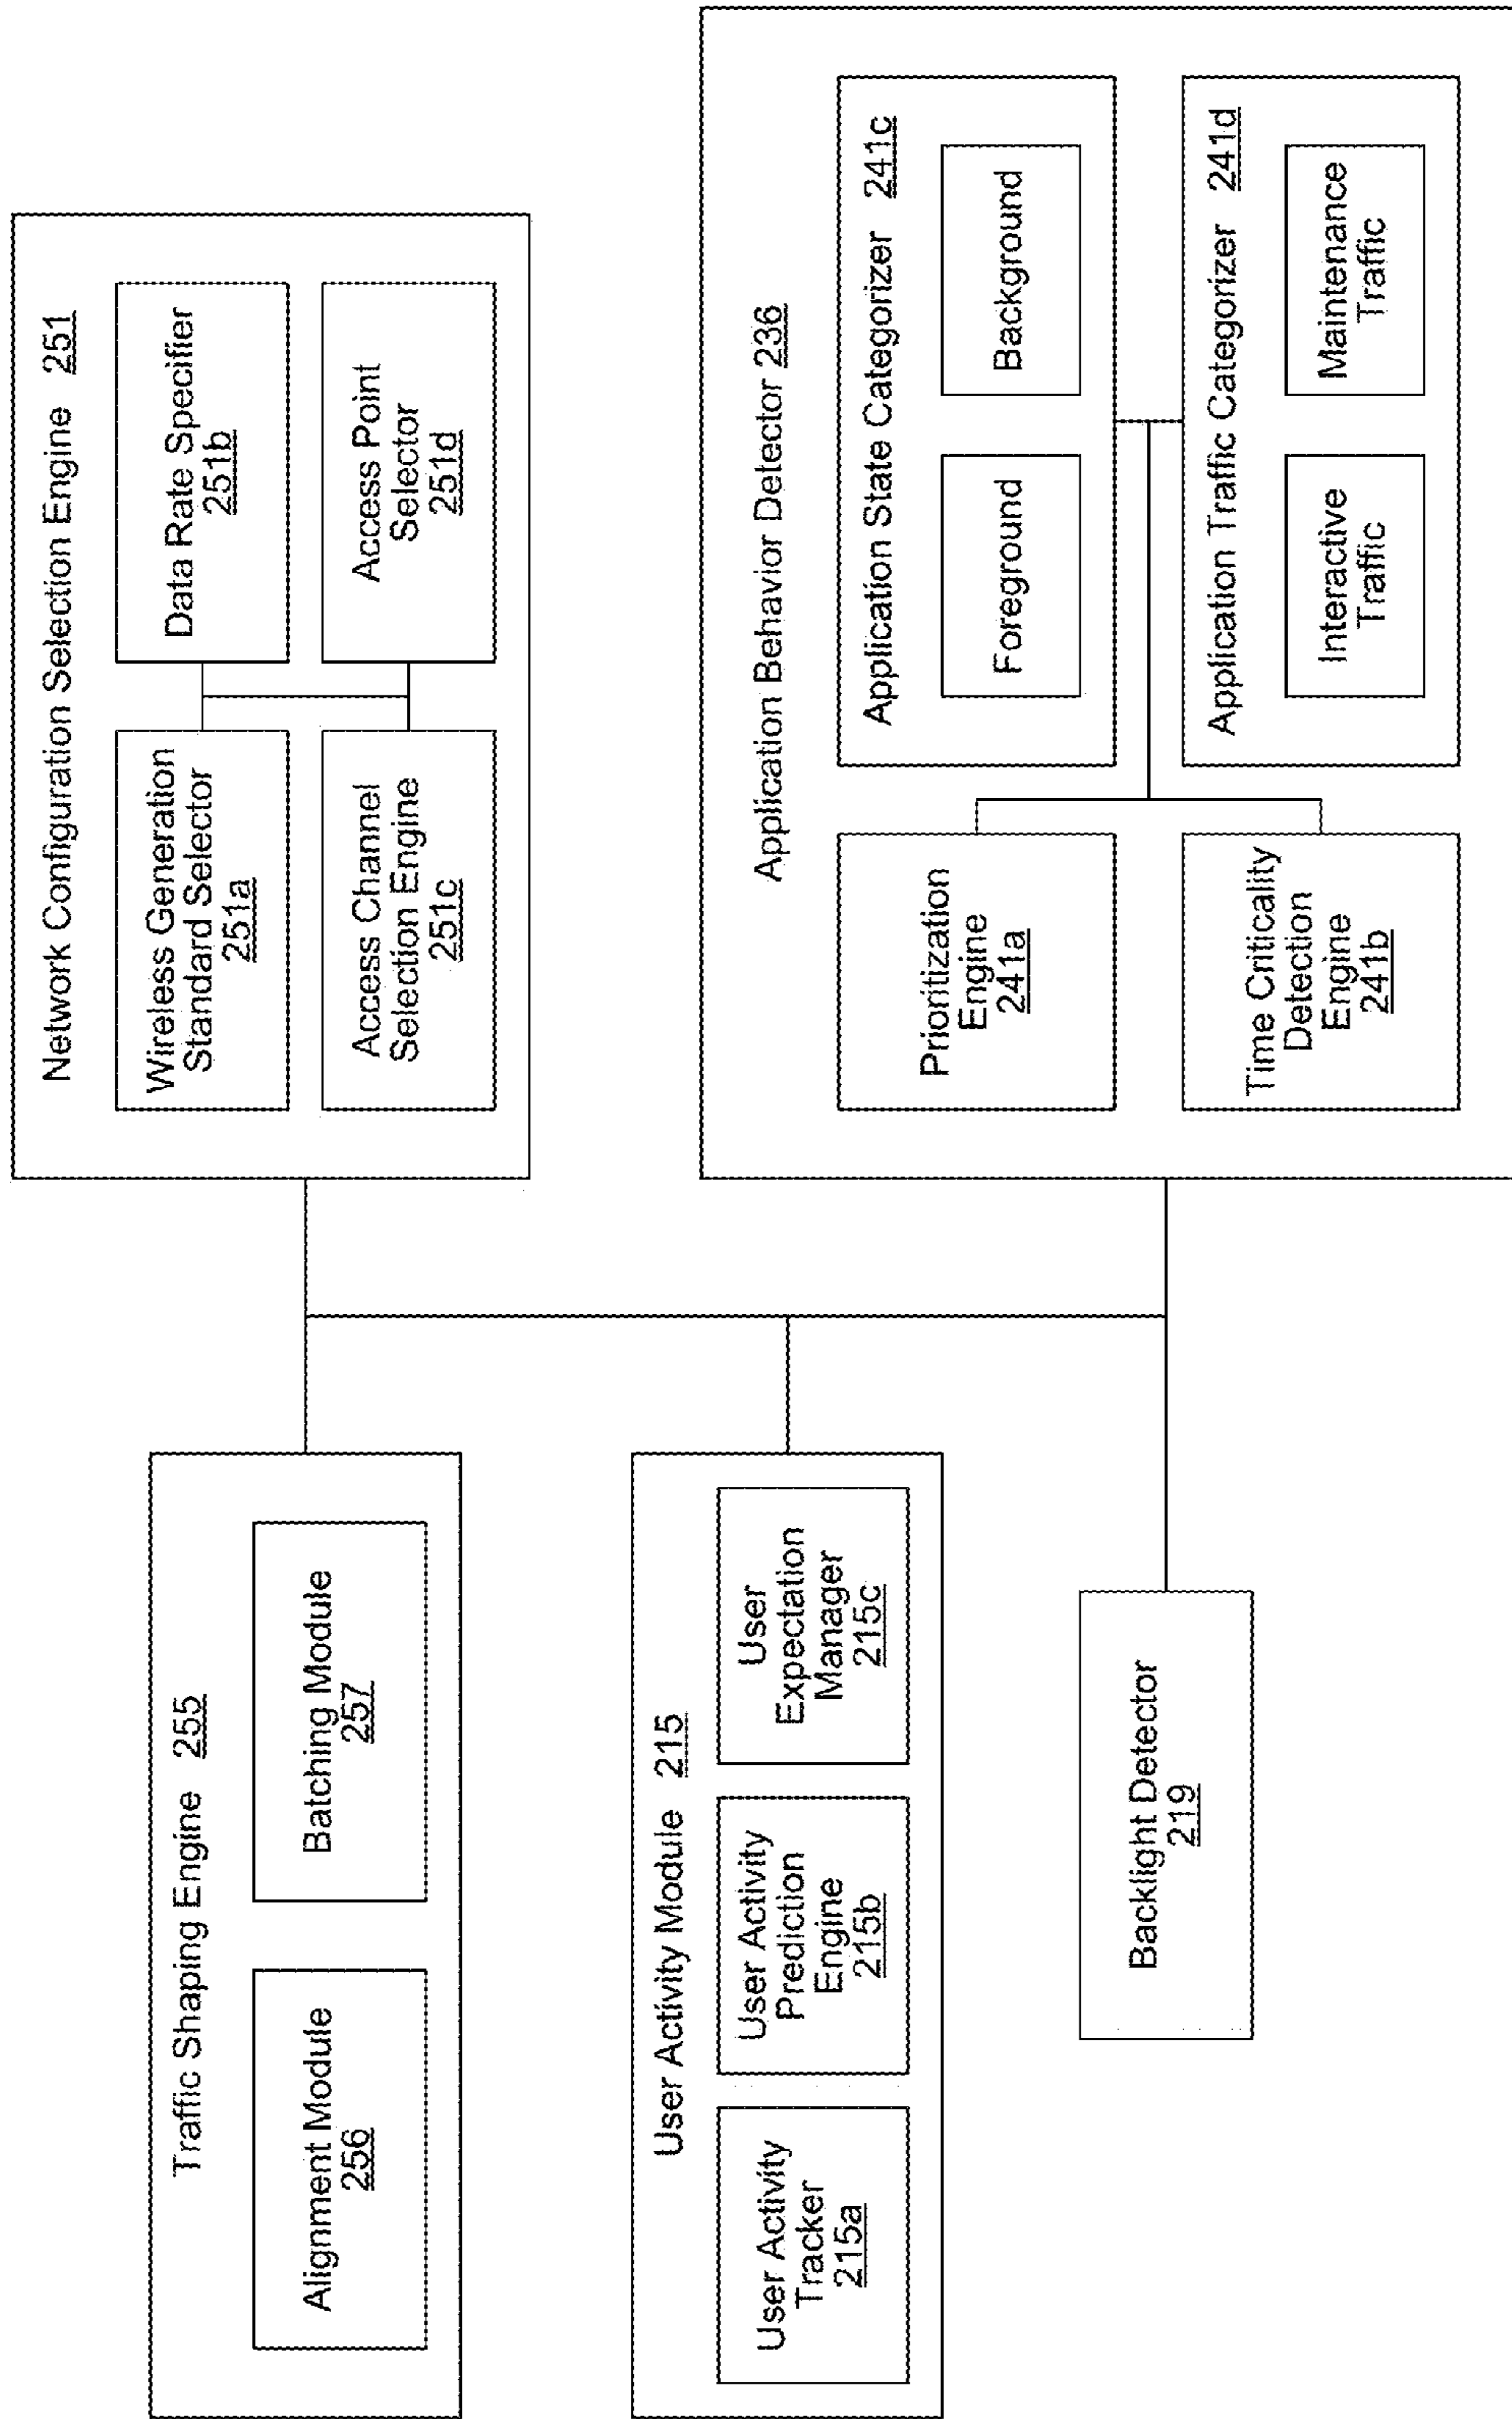 Traffic Shaping Engine 255
Alignment Module
256
Batching Module
257
User Activity Module 215
User Activity
Tracker
215a
User Activity
Prediction
Engine
215b
User
Expectation
Manager
215c
Backlight Detector
219
Network Configuration Selection Engine 251
Wireless Generation
Standard Selector
251a
Data Rate Specifier
251b
Access Channel
Selection Engine
251c
Access Point
Selector
251d
Application Behavior Detector 236
Prioritization
Engine
241a
Time Criticality
Detection
Engine
241b
Application State Categorizer 241c
Foreground
Background
Application Traffic Categorizer 241d
Interactive
Traffic
Maintenance
Traffic